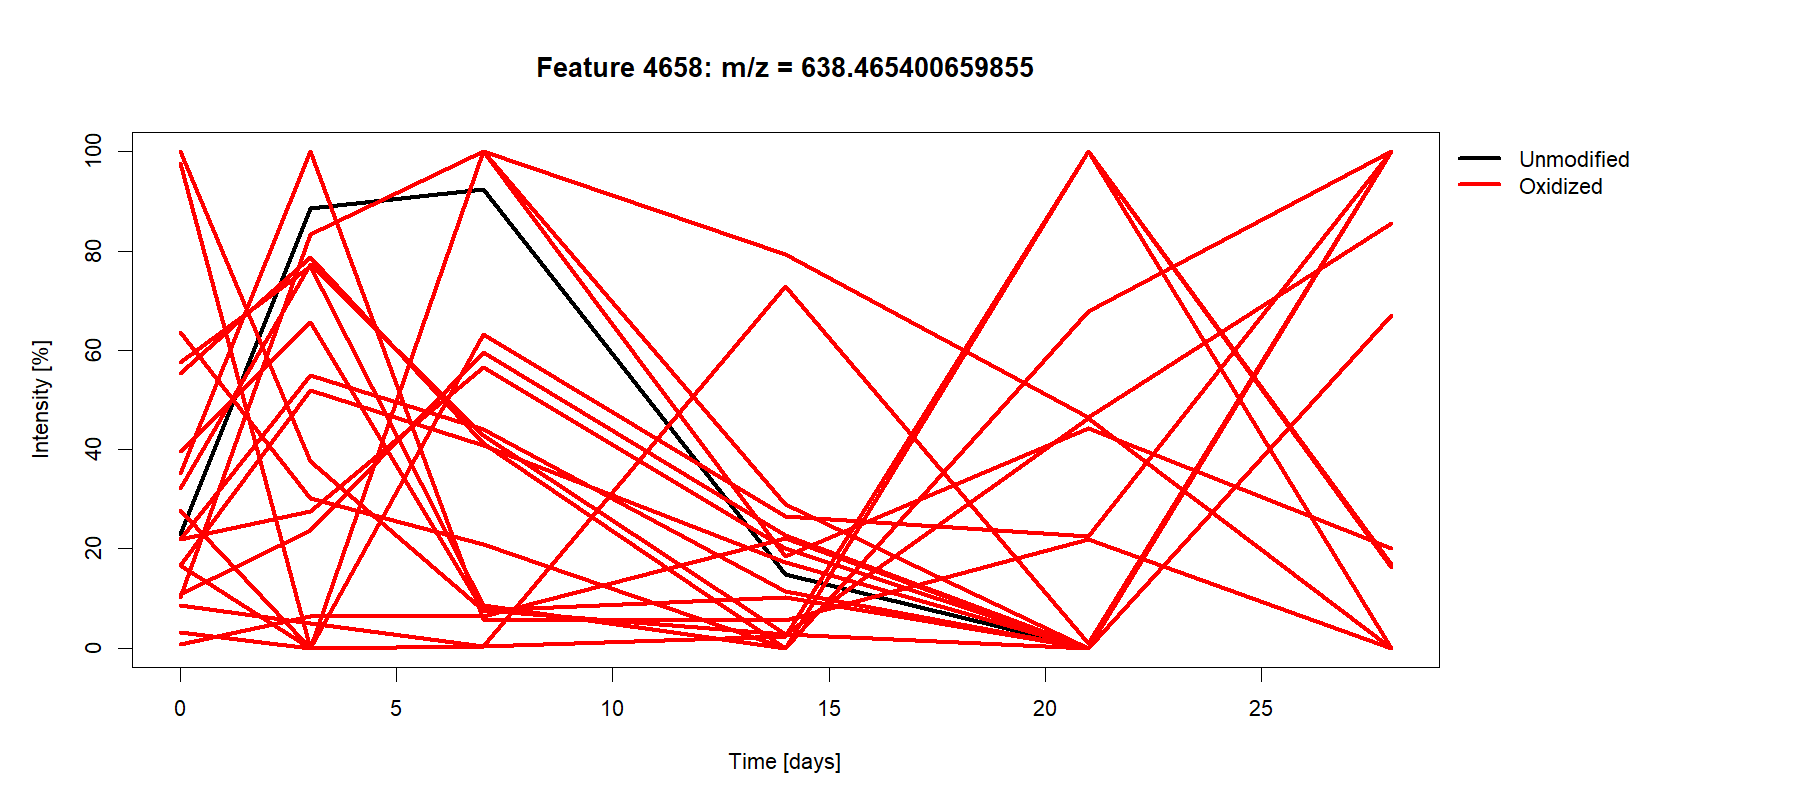 Feature 4658: m/z = 638.465400659855
Unmodified
Oxidized
Intensity [%]
100
80
60
40
20
0
0 5 10 15 20 25
Time [days]